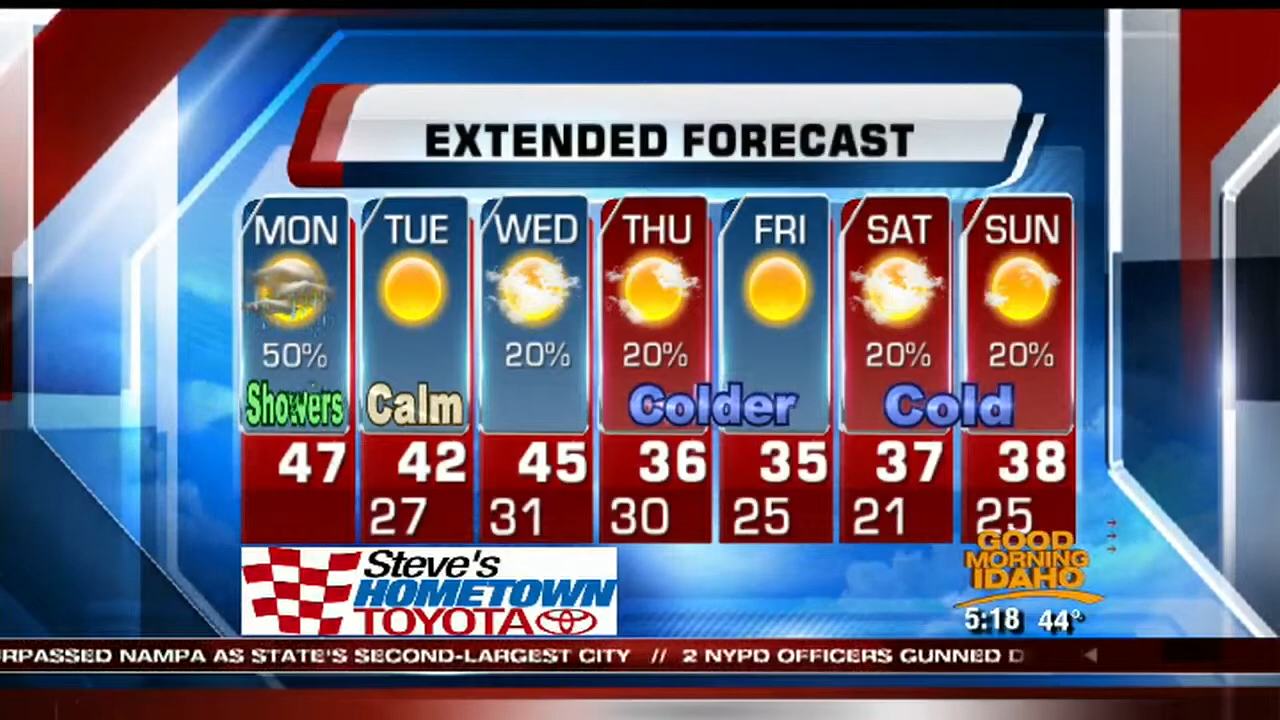 EXTENDED FORECAST
MON TUE WED THU FRI SAT SUN
50% 20% 20% 20% 20%
Showers Calm Colder Cold
47 42 45 36 35 37 38
27 31 30 25 21 25
Steve's
HOMETOWN
TOYOTA
GOOD
MORNING
IDAHO
5:18 44°
RPASSED NAMPA AS STATE'S SECOND-LARGEST CITY // 2 NYPD OFFICERS GUNNED D